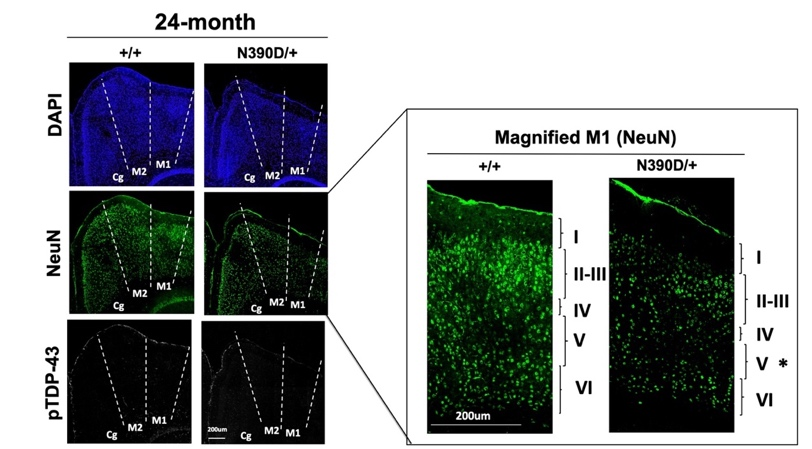 24-month
+/+ N390D/+
DAPI
Cg M2 M1
Cg M2 M1
NeuN
Cg M2 M1
Cg M2 M1
pTDP-43
Cg M2 M1
200um Cg M2 M1
Magnified M1 (NeuN)
+/+ N390D/+
I
II-III
IV
V
VI
200um
I
II-III
IV
V *
VI